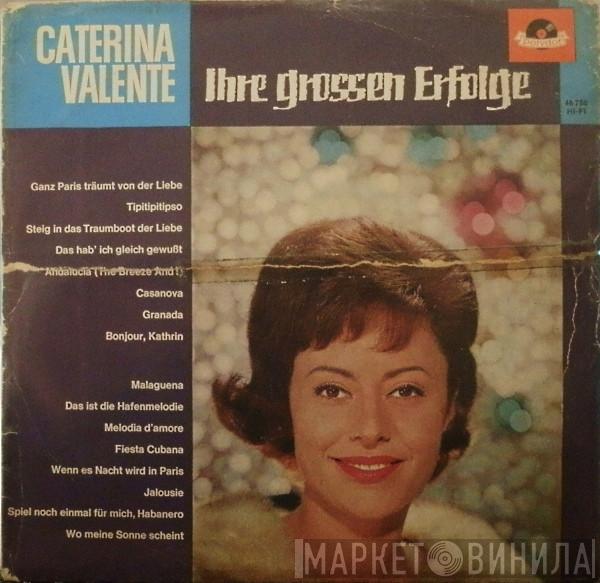 CATERINA
VALENTE
Ihre grossen Erfolge
Polydor
46 756
HI-FI
Ganz Paris träumt von der Liebe
Tipitipitipso
Steig in das Traumboot der Liebe
Das hab' ich gleich gewußt
Andalucia (The Breeze And I)
Casanova
Granada
Bonjour, Kathrin
Malaguena
Das ist die Hafenmelodie
Melodia d'amore
Fiesta Cubana
Wenn es Nacht wird in Paris
Jalousie
Spiel noch einmal für mich, Habanero
Wo meine Sonne scheint
МАРКЕТ ВИНИЛА